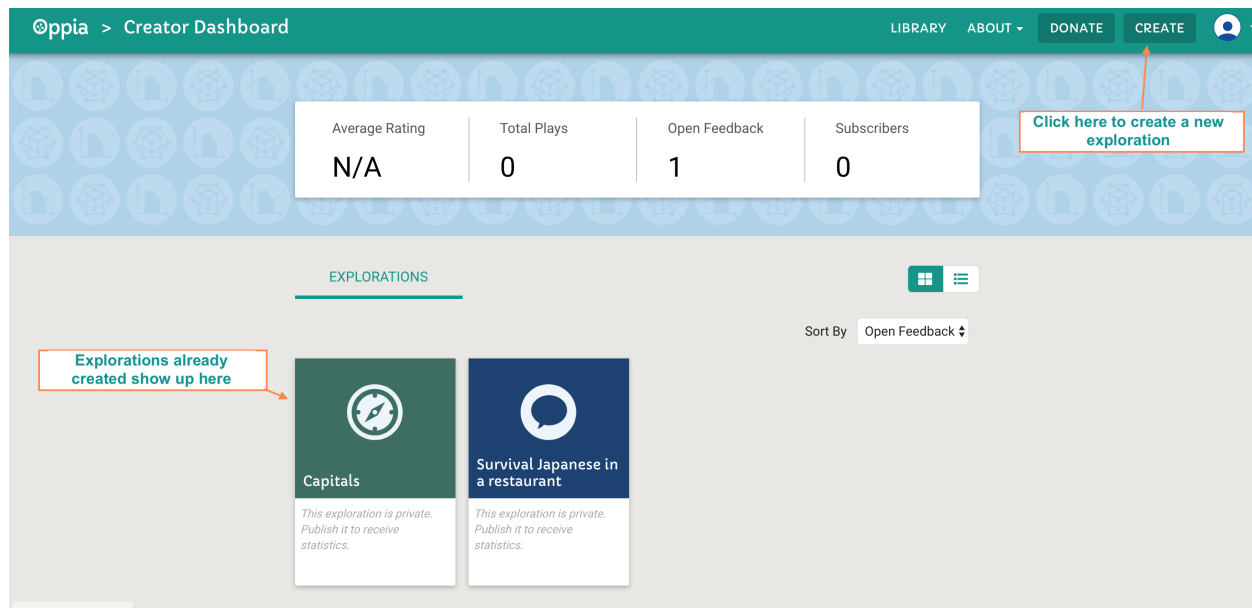 Oppia > Creator Dashboard
LIBRARY ABOUT DONATE CREATE
Click here to create a new
exploration
Average Rating Total Plays Open Feedback Subscribers
N/A 0 1 0
EXPLORATIONS
Sort By Open Feedback
Explorations already
created show up here
Capitals
This exploration is private.
Publish it to receive
statistics.
Survival Japanese in
a restaurant
This exploration is private.
Publish it to receive
statistics.